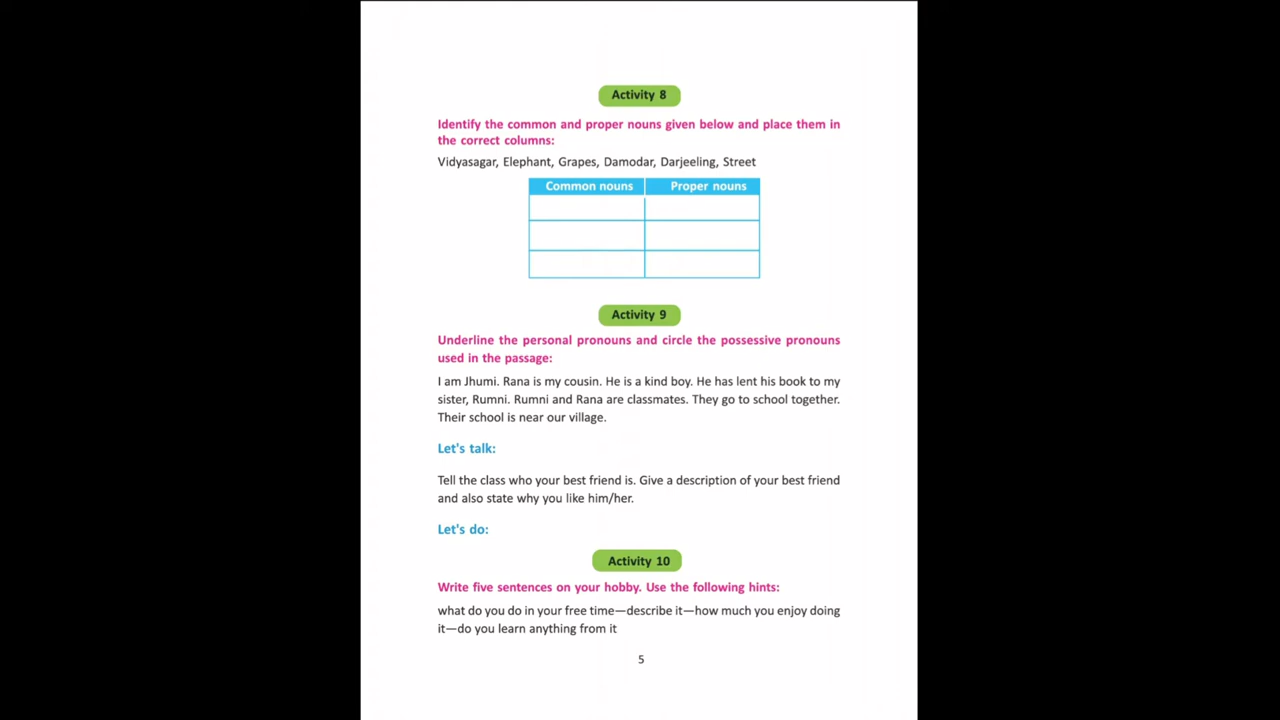 Activity 8
Identify the common and proper nouns given below and place them in
the correct columns:
Vidyasagar, Elephant, Grapes, Damodar, Darjeeling, Street
Common nouns Proper nouns
Activity 9
Underline the personal pronouns and circle the possessive pronouns
used in the passage:
I am Jhumi. Rana is my cousin. He is a kind boy. He has lent his book to my
sister, Rumni. Rumni and Rana are classmates. They go to school together.
Their school is near our village.
Let's talk:
Tell the class who your best friend is. Give a description of your best friend
and also state why you like him/her.
Let's do:
Activity 10
Write five sentences on your hobby. Use the following hints:
what do you do in your free time—describe it—how much you enjoy doing
it—do you learn anything from it
5